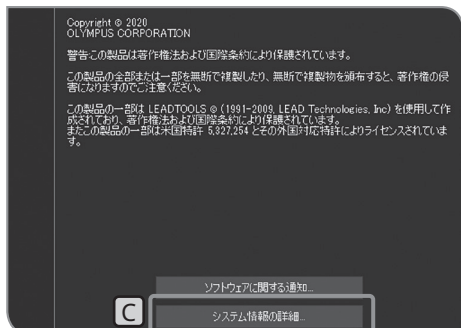 Copyright © 2020
OLYMPUS CORPORATION
警告:この製品は著作権法および国際条約により保護されています。
この製品の全部または一部を無断で複製したり、無断で複製物を頒布すると、著作権の侵
害になりますのでご注意ください。
この製品の一部は LEADTOOLS © (1991-2009, LEAD Technologies, Inc) を使用して作
成されており、著作権法および国際条約により保護されています。
またこの製品の一部は米国特許 5,327,254 とその外国対応特許によりライセンスされていま
す。
ソフトウェアに関する通知...
C
システム情報の詳細...